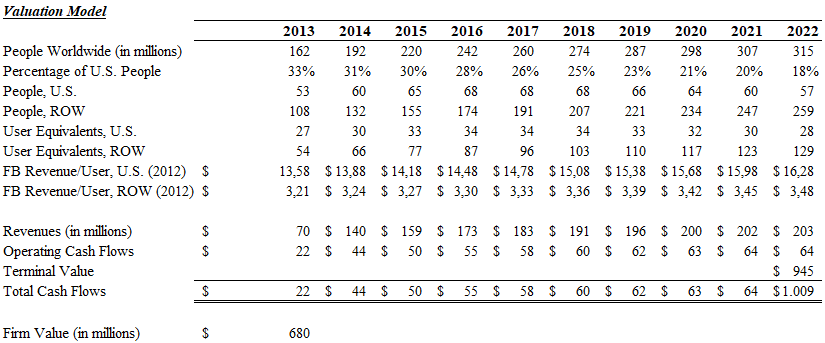 Valuation Model
2013 2014 2015 2016 2017 2018 2019 2020 2021 2022
People Worldwide (in millions) 162 192 220 242 260 274 287 298 307 315
Percentage of U.S. People 33% 31% 30% 28% 26% 25% 23% 21% 20% 18%
People, U.S. 53 60 65 68 68 68 66 64 60 57
People, ROW 108 132 155 174 191 207 221 234 247 259
User Equivalents, U.S. 27 30 33 34 34 34 33 32 30 28
User Equivalents, ROW 54 66 77 87 96 103 110 117 123 129
FB Revenue/User, U.S. (2012) $ 13,58 $ 13,88 $ 14,18 $ 14,48 $ 14,78 $ 15,08 $ 15,38 $ 15,68 $ 15,98 $ 16,28
FB Revenue/User, ROW (2012) $ 3,21 $ 3,24 $ 3,27 $ 3,30 $ 3,33 $ 3,36 $ 3,39 $ 3,42 $ 3,45 $ 3,48
Revenues (in millions) $ 70 $ 140 $ 159 $ 173 $ 183 $ 191 $ 196 $ 200 $ 202 $ 203
Operating Cash Flows $ 22 $ 44 $ 50 $ 55 $ 58 $ 60 $ 62 $ 63 $ 64 $ 64
Terminal Value $ 945
Total Cash Flows $ 22 $ 44 $ 50 $ 55 $ 58 $ 60 $ 62 $ 63 $ 64 $ 1.009
Firm Value (in millions) $ 680